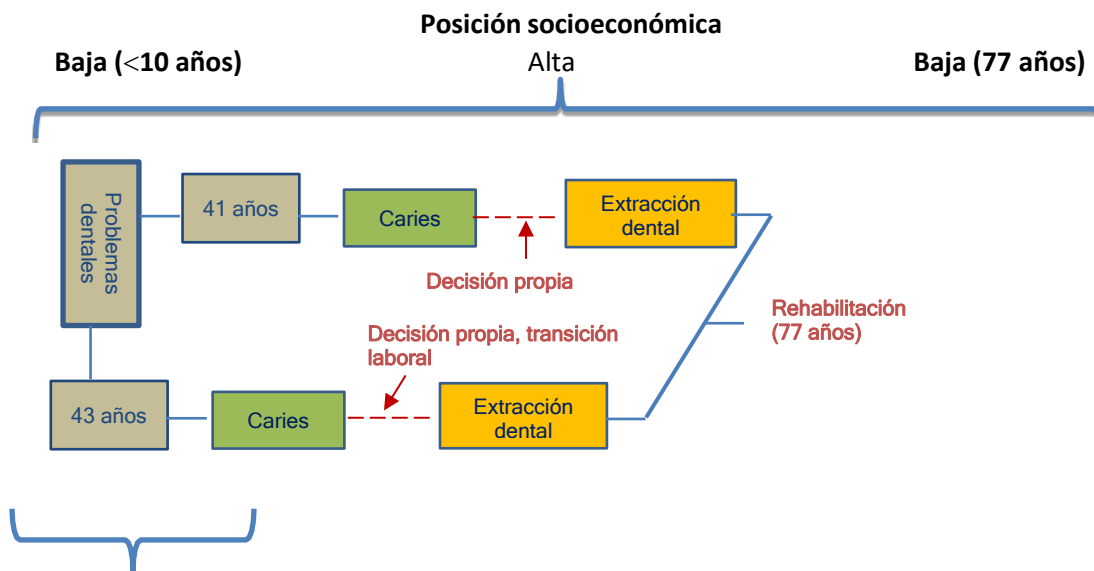 Posición socioeconómica
Baja (<10 años)
Alta
Baja (77 años)
Problemas
dentales
41 años
Caries
Extracción
dental
Decisión propia
Decisión propia, transición
laboral
Rehabilitación
(77 años)
43 años
Caries
Extracción
dental